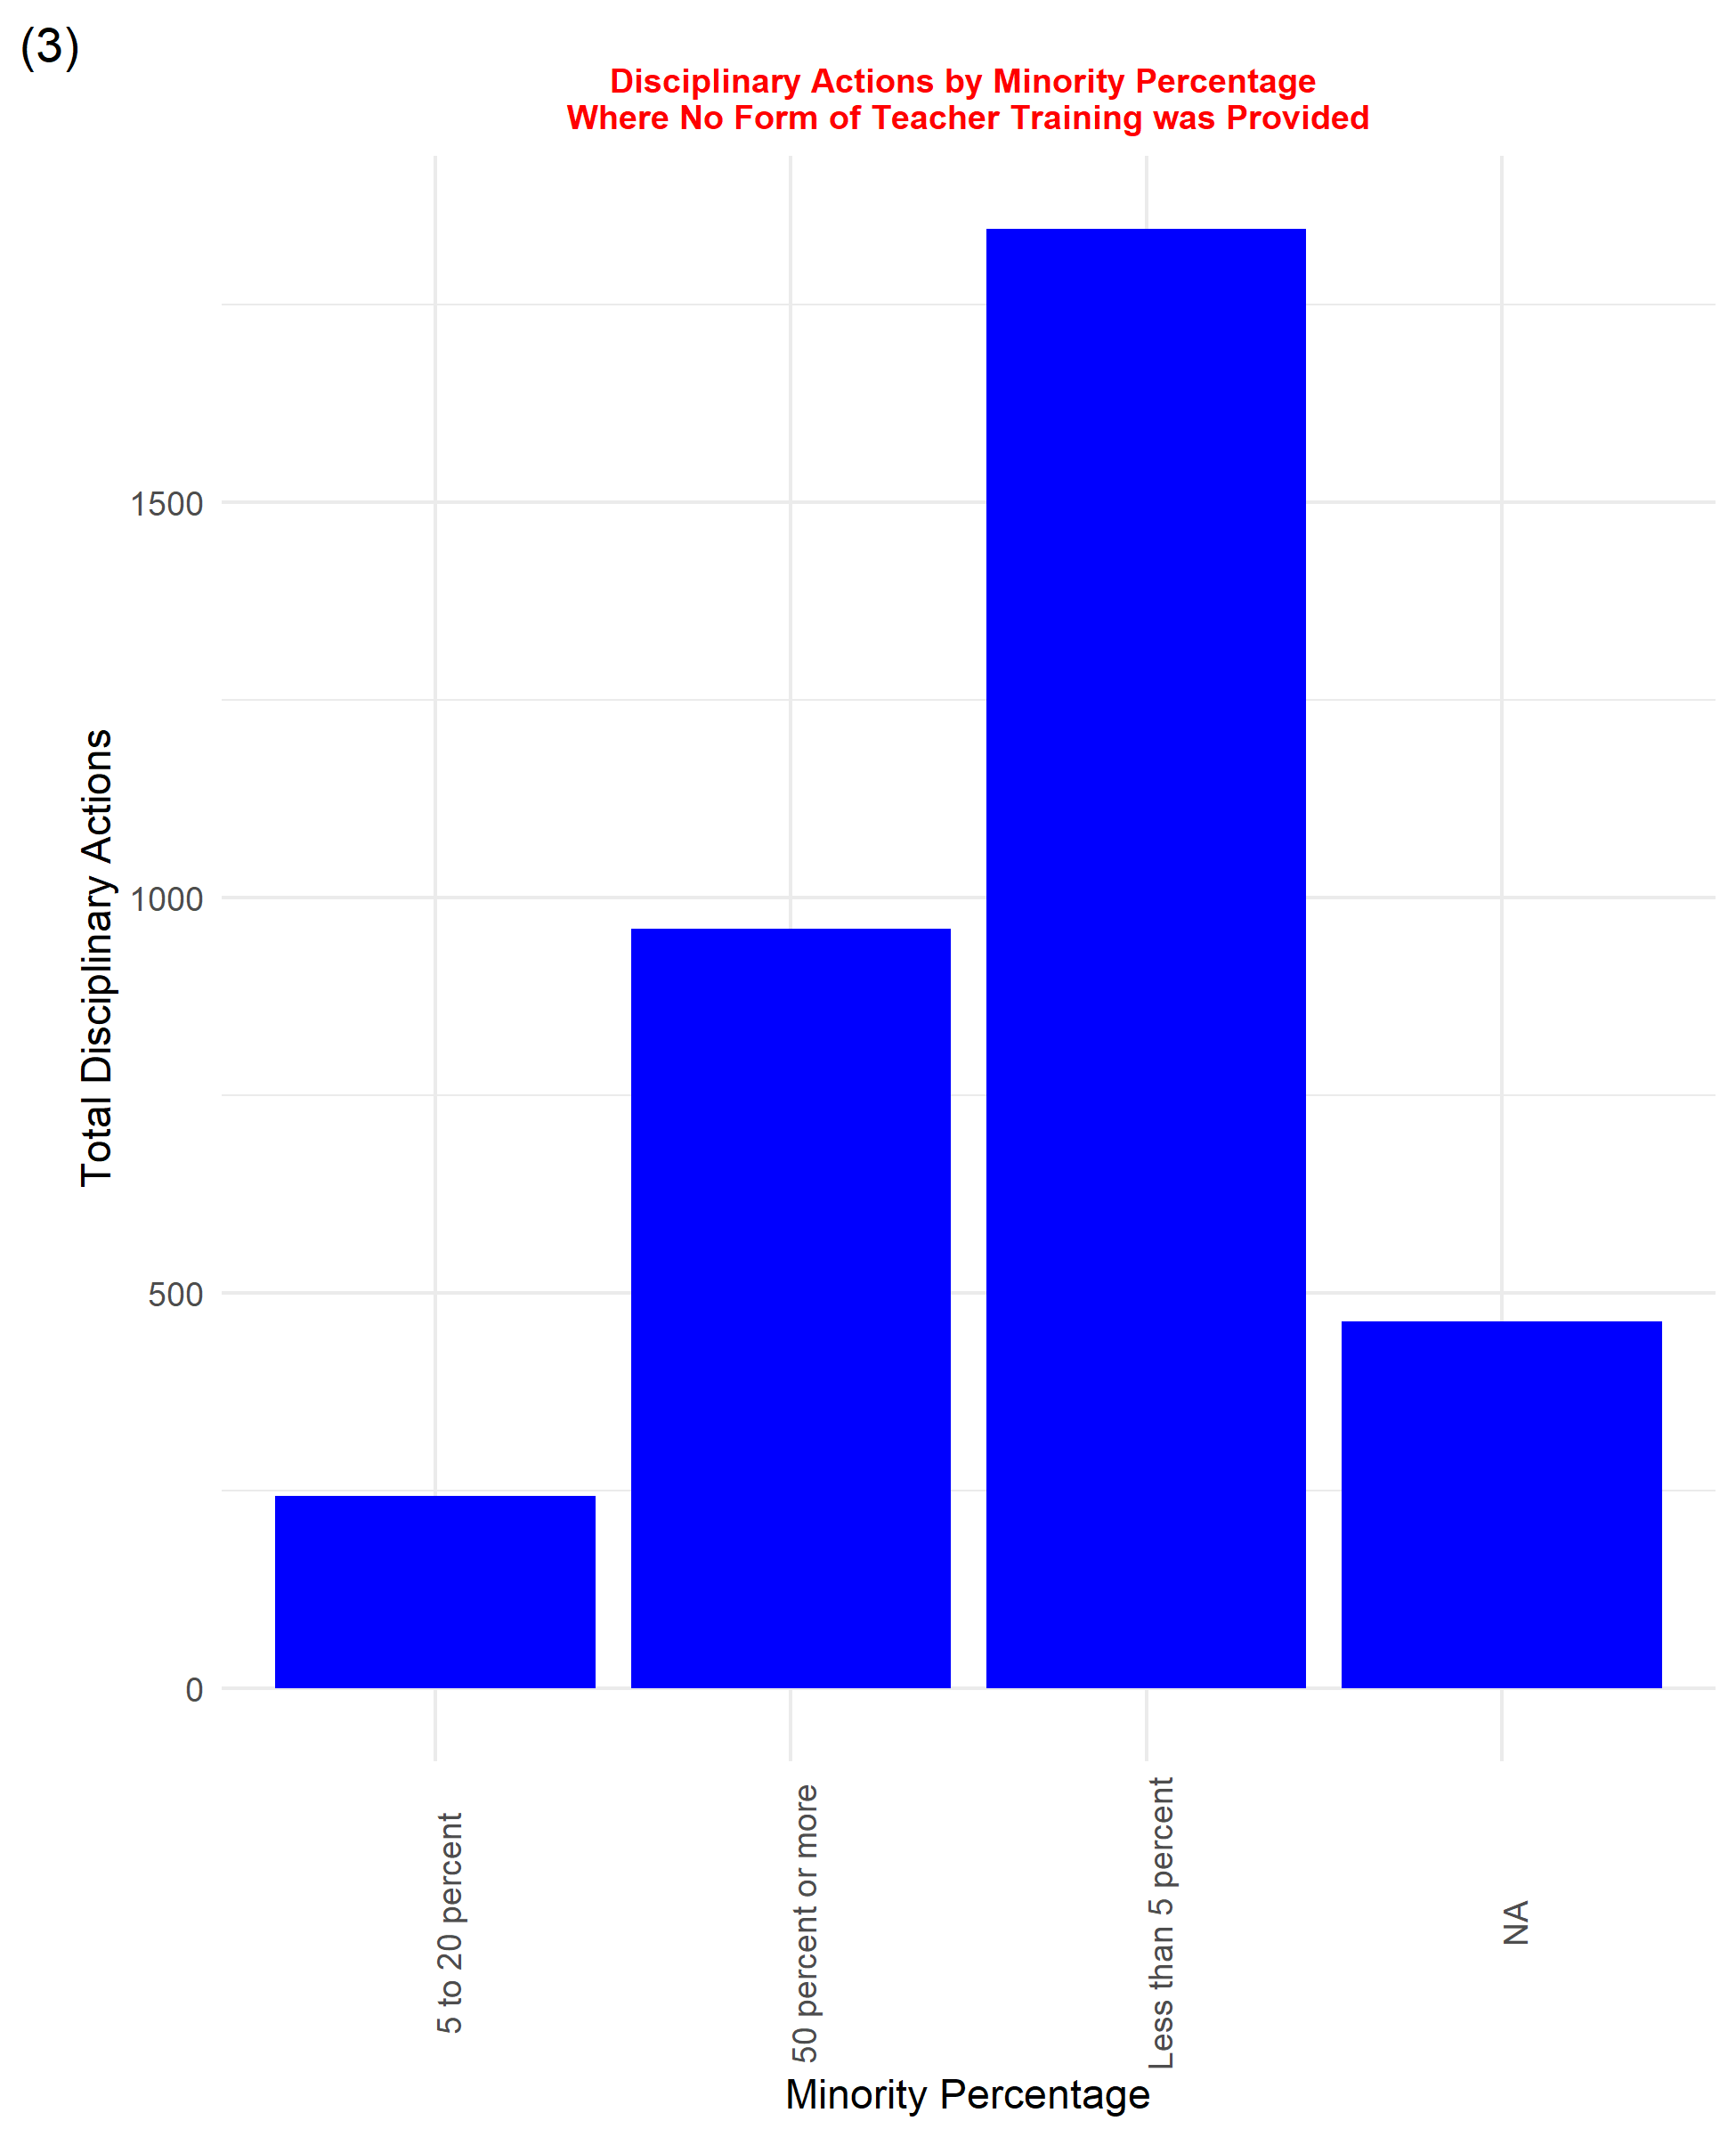 (3)
Disciplinary Actions by Minority Percentage
Where No Form of Teacher Training was Provided
Total Disciplinary Actions
1500
1000
500
0
5 to 20 percent
50 percent or more
Less than 5 percent
NA
Minority Percentage